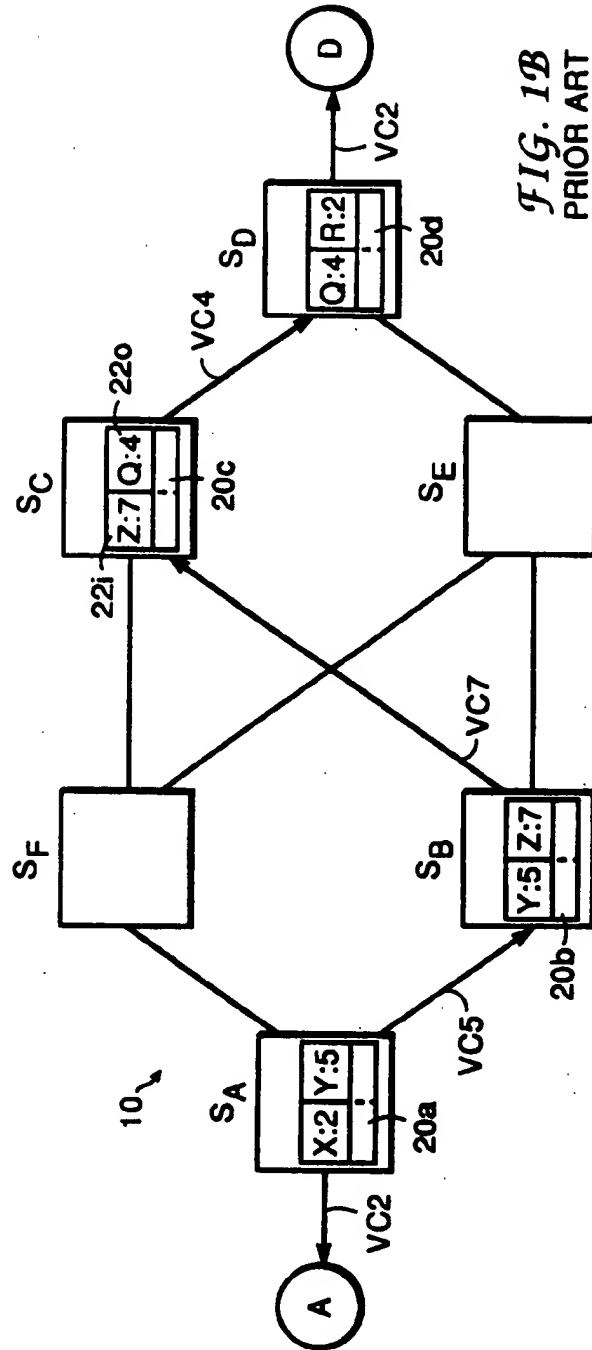 10
A
VC2
S_A
X:2 Y:5
20a
VC5
S_F
S_B
Y:5 Z:7
20b
VC7
S_C
22i
22o
Z:7 Q:4
20c
VC4
S_E
S_D
Q:4 R:2
20d
VC2
D
FIG. 1B
PRIOR ART